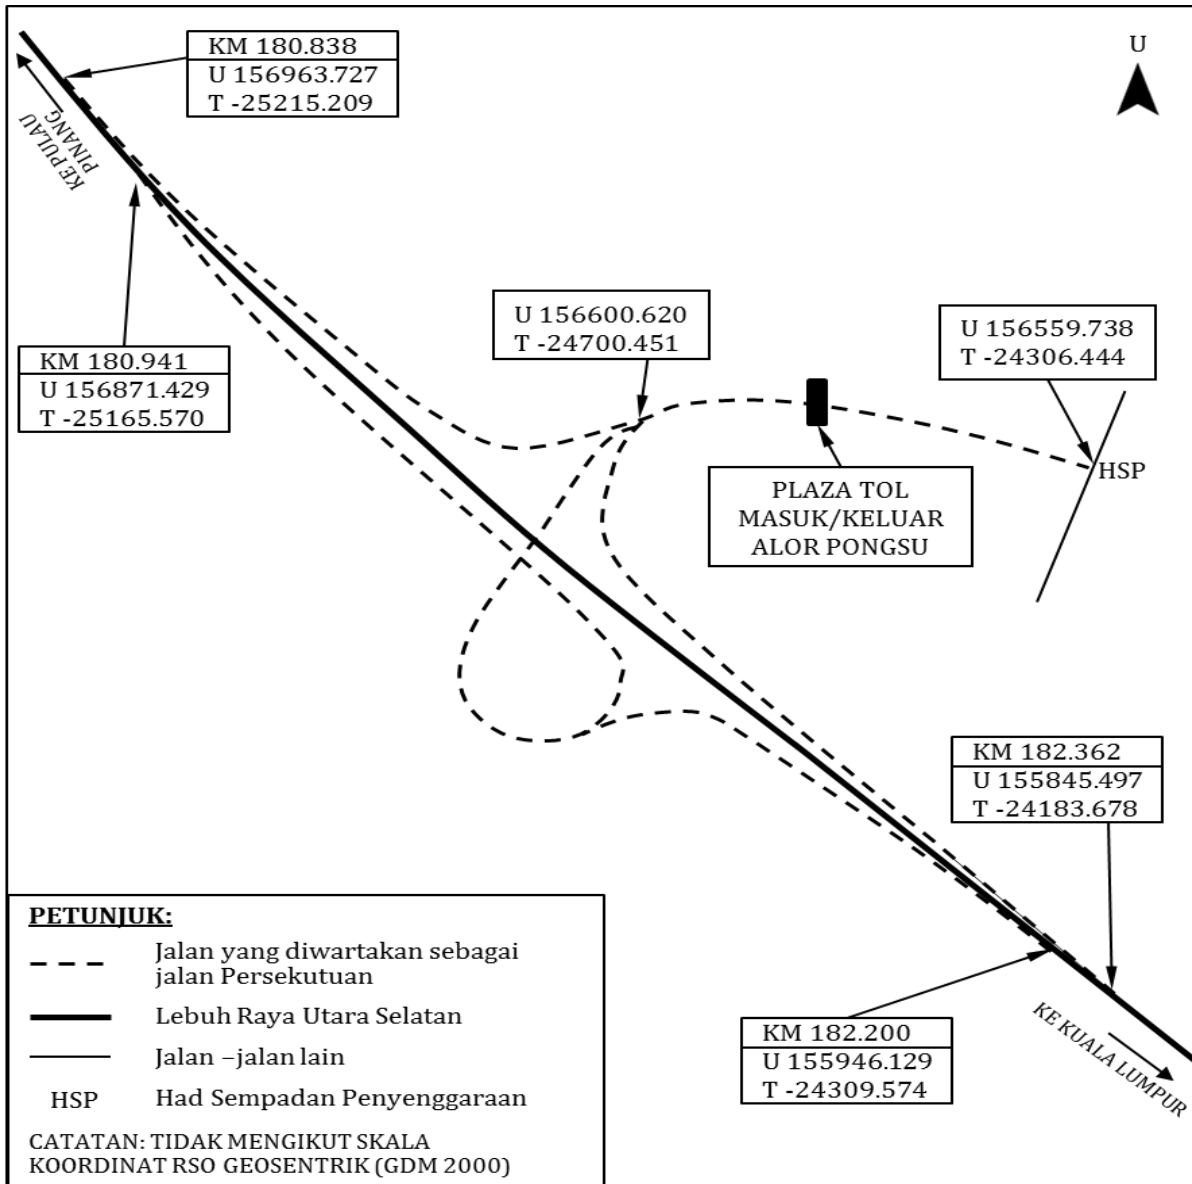 KM 180.838
U 156963.727
T -25215.209
U
KE PULAU
PINANG
KM 180.941
U 156871.429
T -25165.570
U 156600.620
T -24700.451
U 156559.738
T -24306.444
HSP
PLAZA TOL
MASUK/KELUAR
ALOR PONGSU
KM 182.362
U 155845.497
T -24183.678
KM 182.200
U 155946.129
T -24309.574
KE KUALA LUMPUR
PETUNJUK:
Jalan yang diwartakan sebagai
jalan Persekutuan
Lebuh Raya Utara Selatan
Jalan –jalan lain
HSP Had Sempadan Penyenggaraan
CATATAN: TIDAK MENGIKUT SKALA
KOORDINAT RSO GEOSENTRIK (GDM 2000)